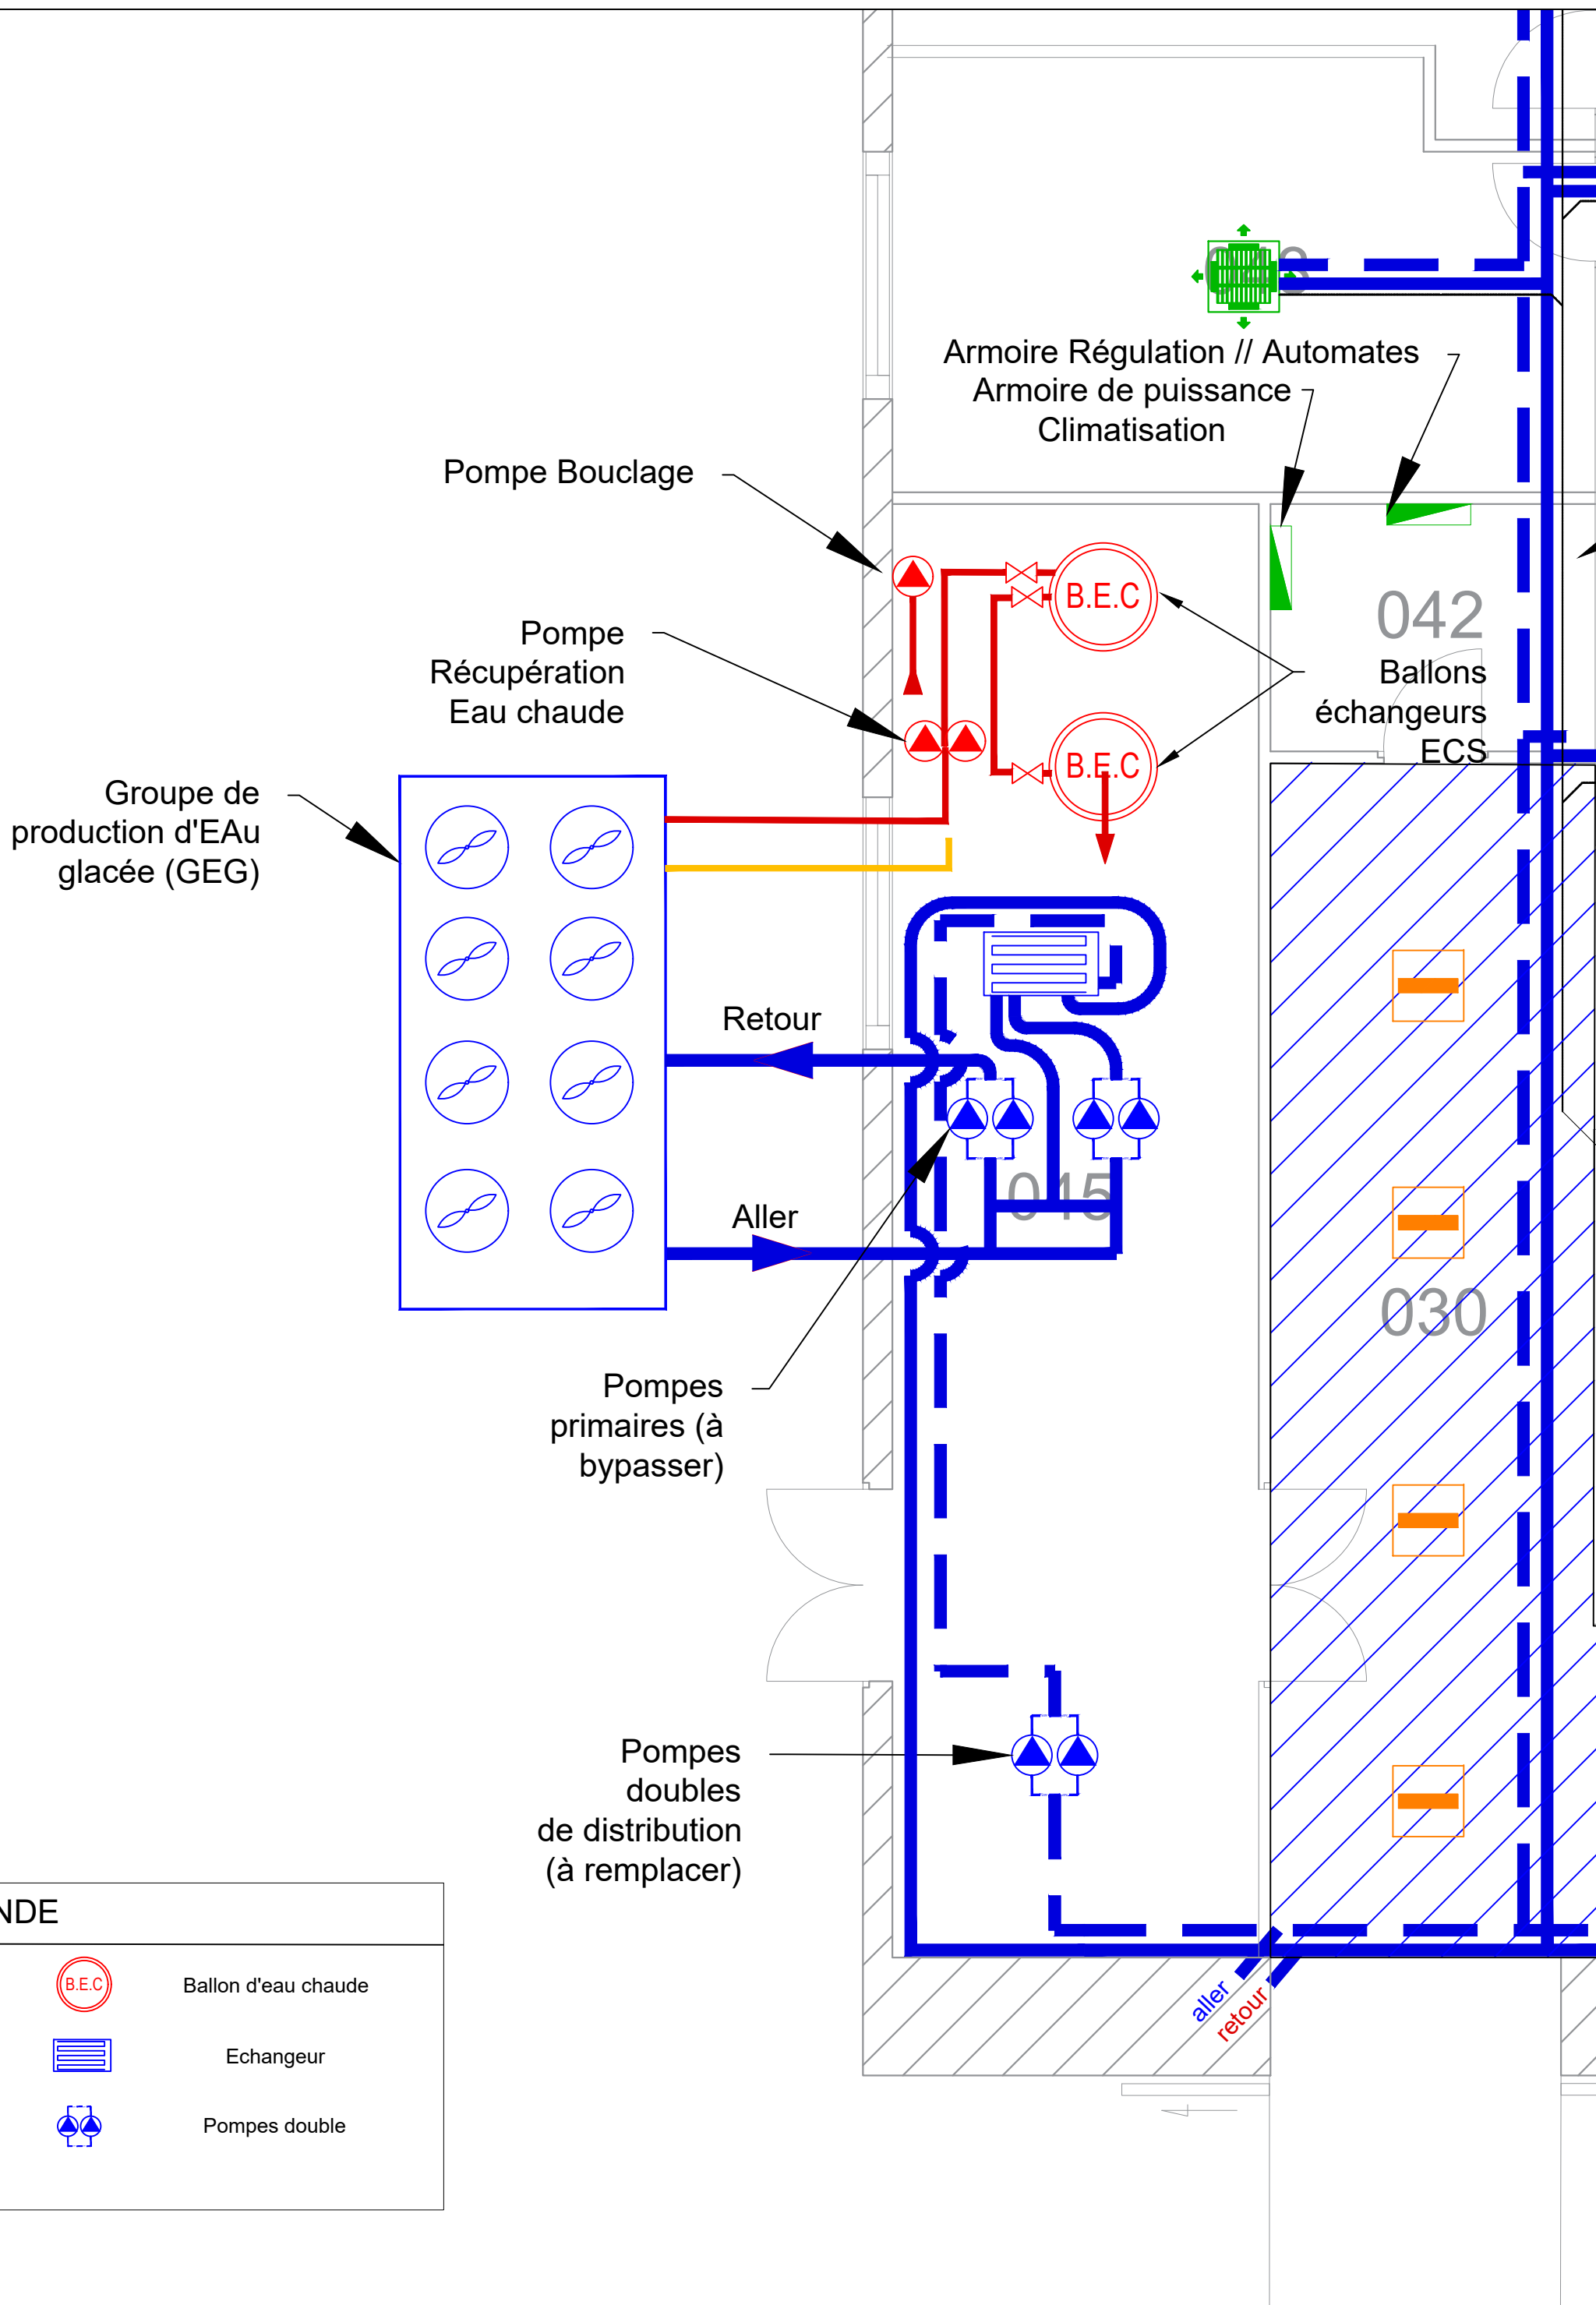 043
Armoire Régulation // Automates
Armoire de puissance
Climatisation
Pompe Bouclage
B.E.C
042
Pompe
Récupération
Eau chaude
Ballons
échangeurs
ECS
B.E.C
Groupe de
production d'EAu
glacée (GEG)
Retour
045
Aller
030
Pompes
primaires (à
bypasser)
Pompes
doubles
de distribution
(à remplacer)
NDE
B.E.C
Ballon d'eau chaude
aller
retour
Echangeur
Pompes double